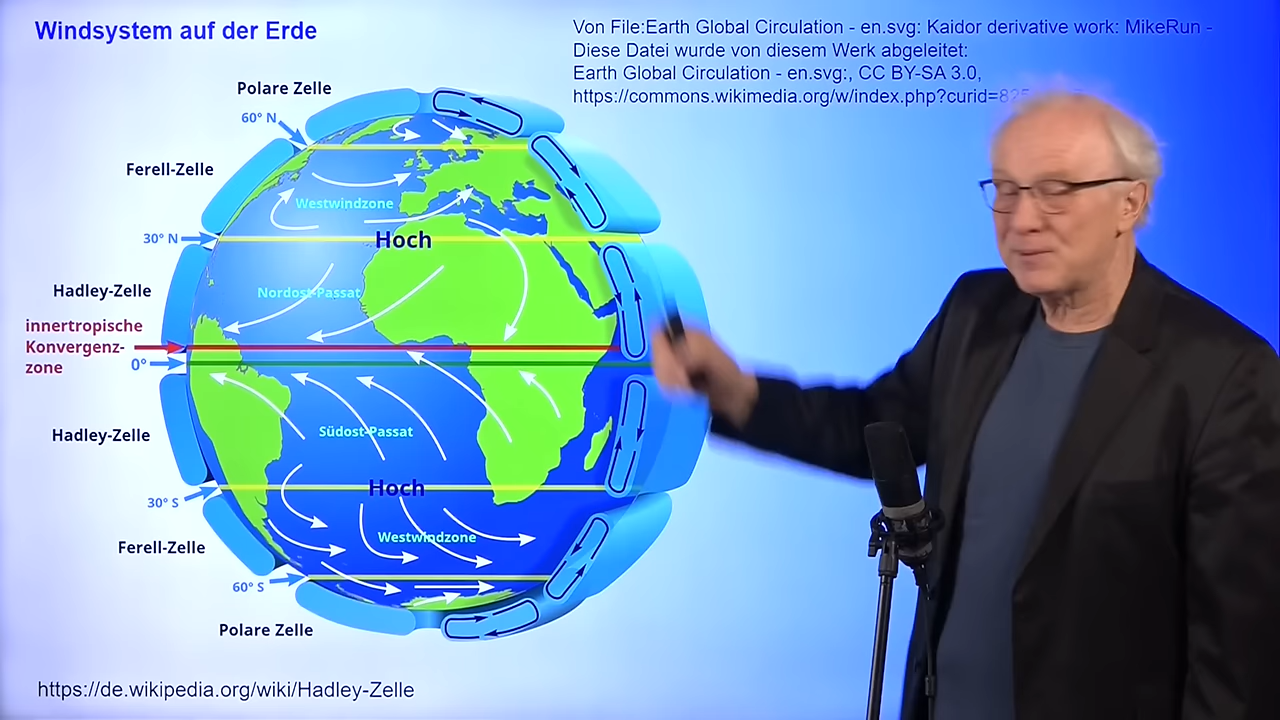 Windsystem auf der Erde
Von File:Earth Global Circulation - en.svg: Kaidor derivative work: MikeRun -
Diese Datei wurde von diesem Werk abgeleitet:
Earth Global Circulation - en.svg:, CC BY-SA 3.0,
https://commons.wikimedia.org/w/index.php?curid=825
Polare Zelle
60° N
Ferell-Zelle
Westwindzone
30° N
Hoch
Hadley-Zelle
Nordost-Passat
innertropische
Konvergenz-
zone
0°
Hadley-Zelle
Südost-Passat
30° S
Hoch
Ferell-Zelle
Westwindzone
60° S
Polare Zelle
https://de.wikipedia.org/wiki/Hadley-Zelle